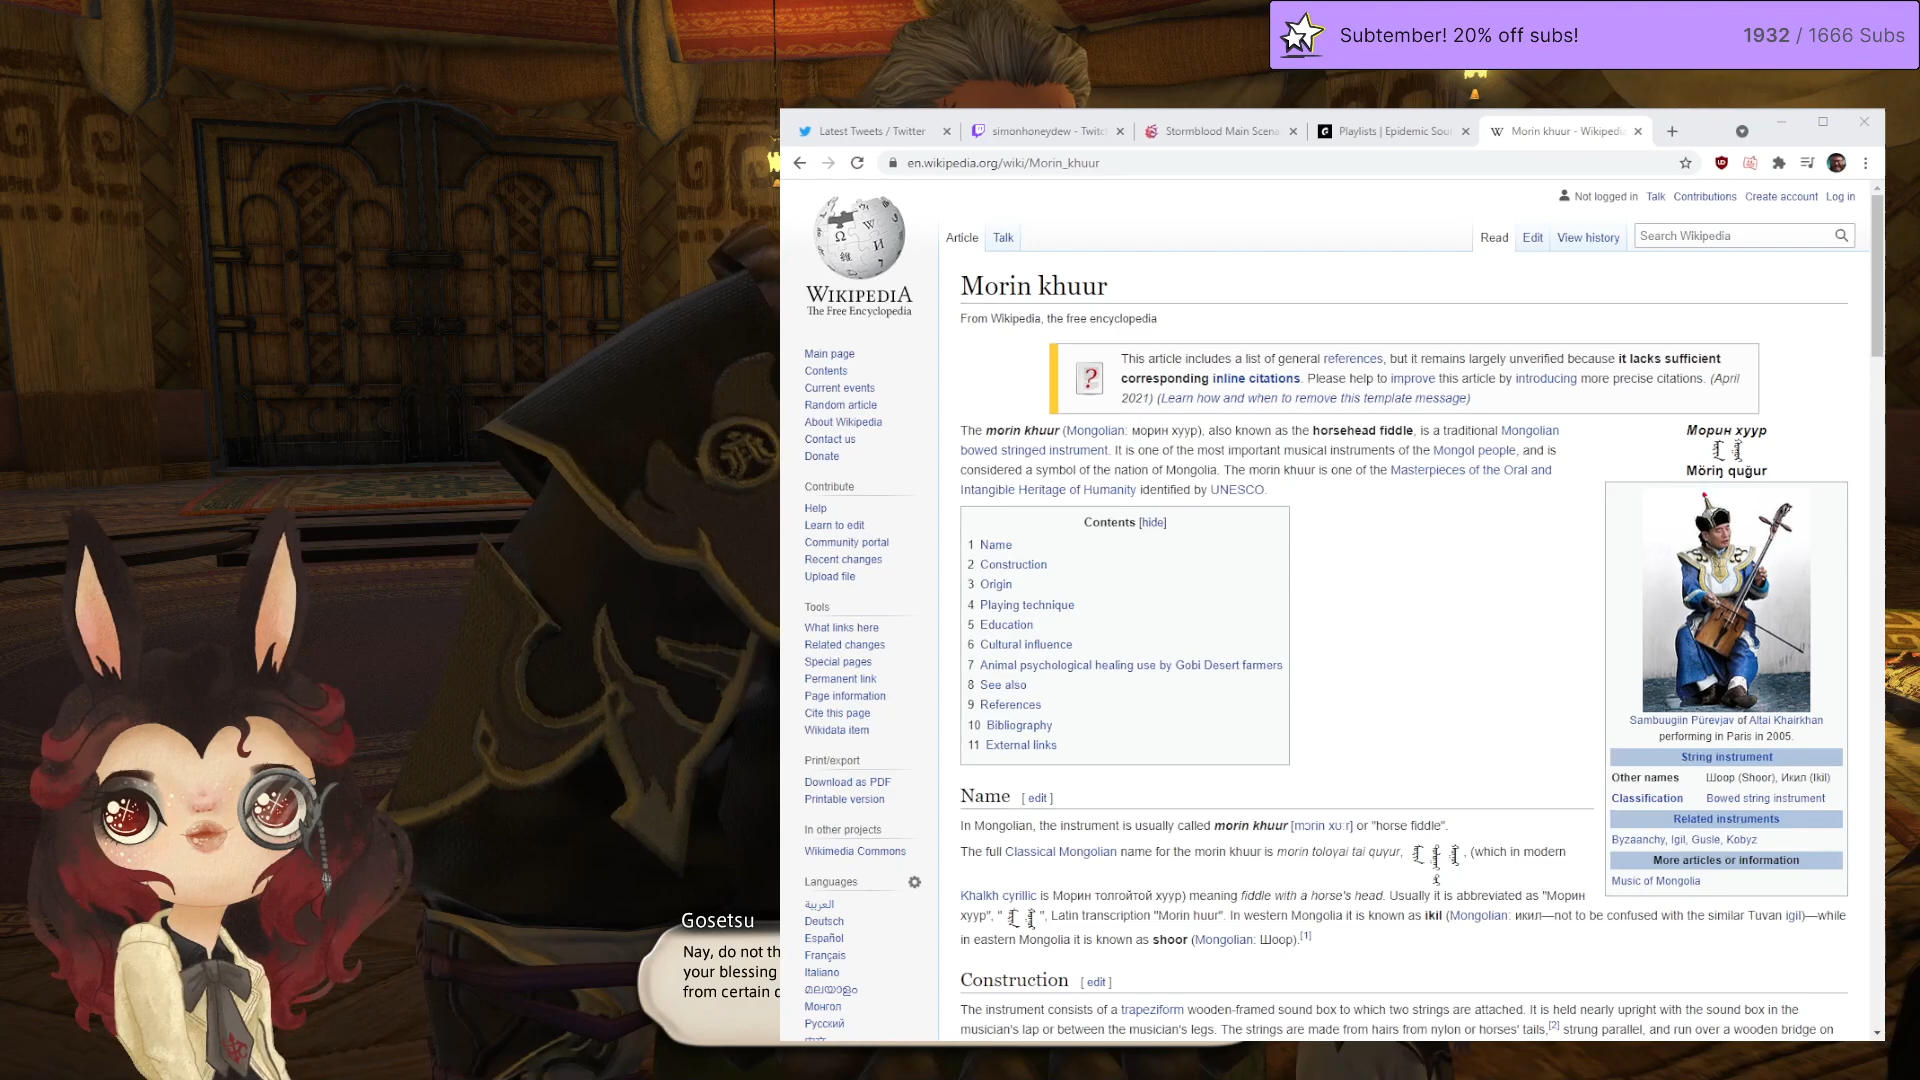 Subtember! 20% off subs! 1932 / 1666 Subs
Latest Tweets / Twitter
simonhoneydew - Twitc
Stormblood Main Scena
Playlists | Epidemic Sou
Morin khuur - Wikipedia
en.wikipedia.org/wiki/Morin_khuur
Not logged in Talk Contributions Create account Log in
Article Talk Read Edit View history Search Wikipedia
WIKIPEDIA
The Free Encyclopedia
Main page
Contents
Current events
Random article
About Wikipedia
Contact us
Donate
Contribute
Help
Learn to edit
Community portal
Recent changes
Upload file
Tools
What links here
Related changes
Special pages
Permanent link
Page information
Cite this page
Wikidata item
Print/export
Download as PDF
Printable version
In other projects
Wikimedia Commons
Languages
العربية
Deutsch
Español
Français
Italiano
മലയാളം
Монгол
Русский
Morin khuur
From Wikipedia, the free encyclopedia
This article includes a list of general references, but it remains largely unverified because it lacks sufficient
corresponding inline citations. Please help to improve this article by introducing more precise citations. (April
2021) (Learn how and when to remove this template message)
The morin khuur (Mongolian: морин хуур), also known as the horsehead fiddle, is a traditional Mongolian
bowed stringed instrument. It is one of the most important musical instruments of the Mongol people, and is
considered a symbol of the nation of Mongolia. The morin khuur is one of the Masterpieces of the Oral and
Intangible Heritage of Humanity identified by UNESCO.
Contents [hide]
1 Name
2 Construction
3 Origin
4 Playing technique
5 Education
6 Cultural influence
7 Animal psychological healing use by Gobi Desert farmers
8 See also
9 References
10 Bibliography
11 External links
Морин хуур
Möriŋ quğur
Sambuugiin Pürevjav of Altai Khairkhan
performing in Paris in 2005.
String instrument
Other names Шоор (Shoor), Икил (Ikil)
Classification Bowed string instrument
Related instruments
Byzaanchy, Igil, Gusle, Kobyz
More articles or information
Music of Mongolia
Name [ edit ]
In Mongolian, the instrument is usually called morin khuur [mɔrin xʊːr] or "horse fiddle".
The full Classical Mongolian name for the morin khuur is morin toloγai tai quγur, , (which in modern
Khalkh cyrillic is Морин толгойтой хуур) meaning fiddle with a horse's head. Usually it is abbreviated as "Морин
хуур", " ", Latin transcription "Morin huur". In western Mongolia it is known as ikil (Mongolian: икил—not to be confused with the similar Tuvan igil)—while
in eastern Mongolia it is known as shoor (Mongolian: Шоор).[1]
Construction [ edit ]
The instrument consists of a trapeziform wooden-framed sound box to which two strings are attached. It is held nearly upright with the sound box in the
musician's lap or between the musician's legs. The strings are made from hairs from nylon or horses' tails,[2] strung parallel, and run over a wooden bridge on
Gosetsu
Nay, do not th
your blessing
from certain